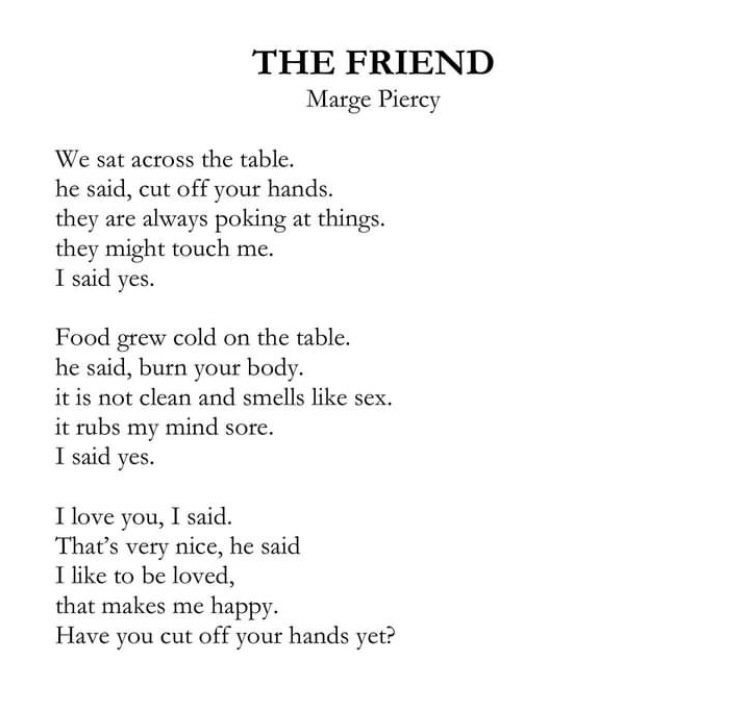 THE FRIEND
Marge Piercy
We sat across the table.
he said, cut off your hands.
they are always poking at things.
they might touch me.
I said yes.
Food grew cold on the table.
he said, burn your body.
it is not clean and smells like sex.
it rubs my mind sore.
I said yes.
I love you, I said.
That's very nice, he said
I like to be loved,
that makes me happy.
Have you cut off your hands yet?